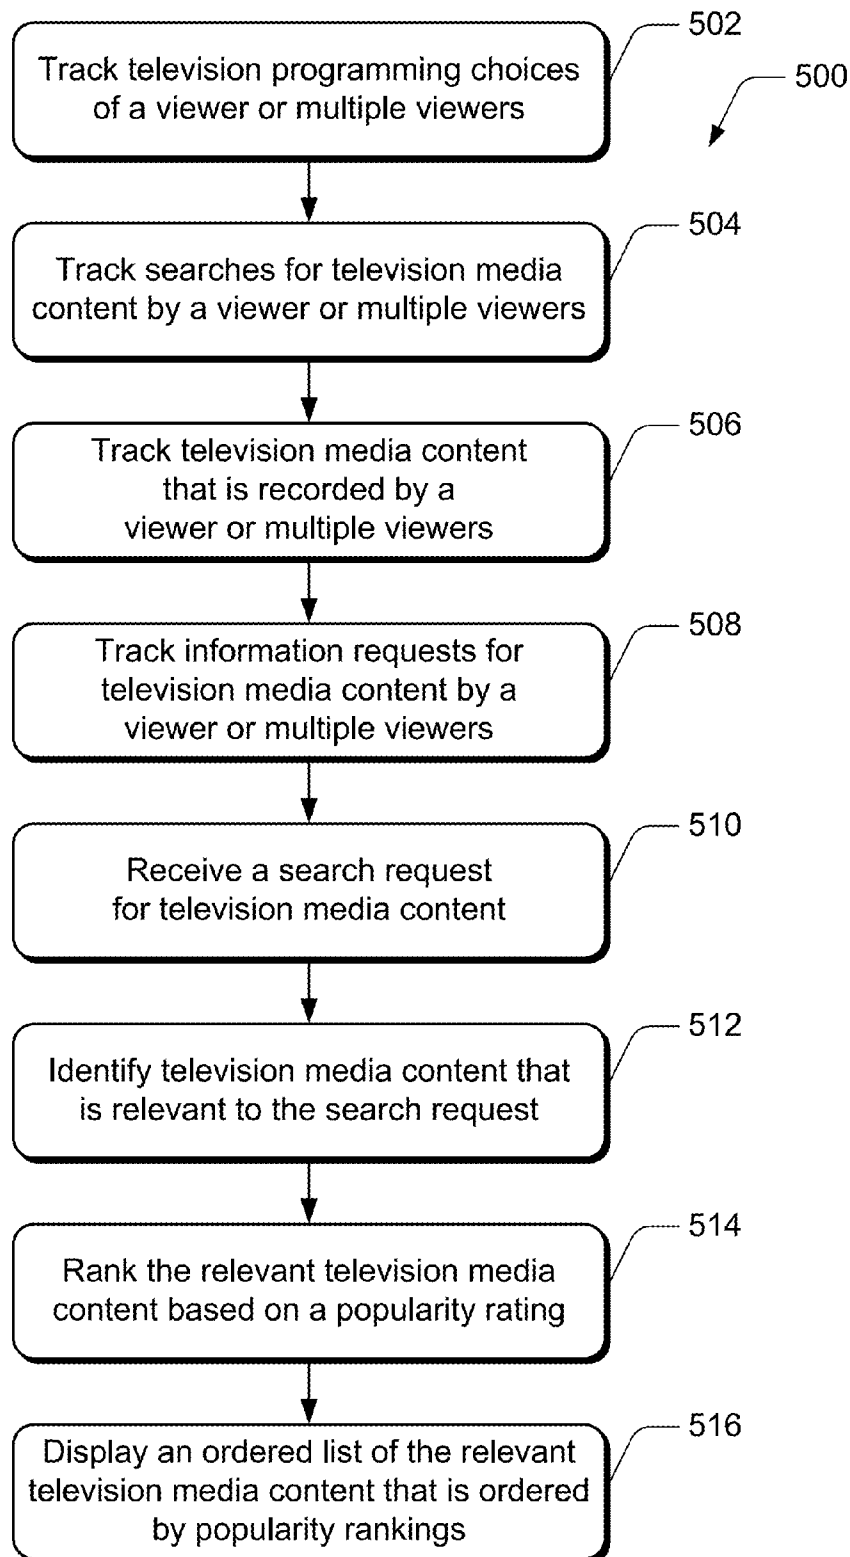 502
Track television programming choices
of a viewer or multiple viewers
500
504
Track searches for television media
content by a viewer or multiple viewers
506
Track television media content
that is recorded by a
viewer or multiple viewers
508
Track information requests for
television media content by a
viewer or multiple viewers
510
Receive a search request
for television media content
512
Identify television media content that
is relevant to the search request
514
Rank the relevant television media
content based on a popularity rating
516
Display an ordered list of the relevant
television media content that is ordered
by popularity rankings